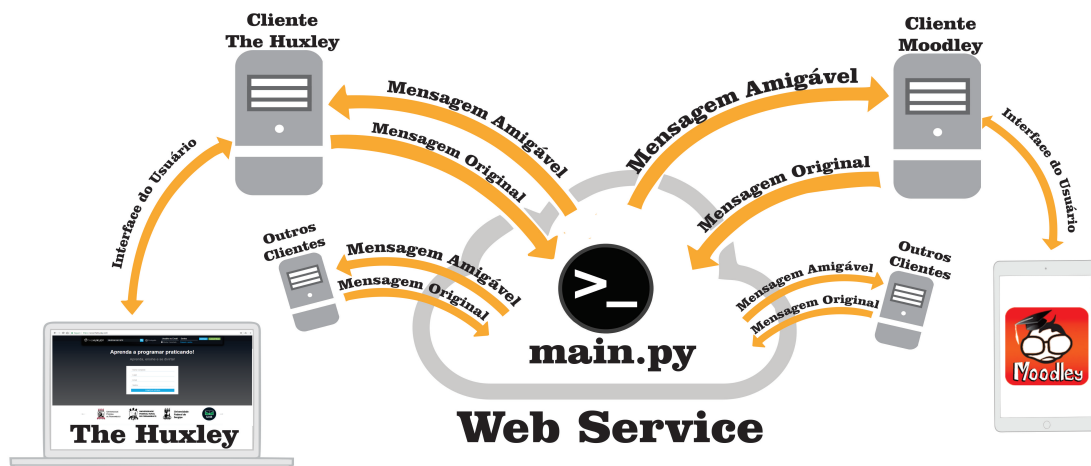 Cliente
The Huxley
Cliente
Moodley
Mensagem Amigável
Mensagem Original
Mensagem Amigável
Mensagem Original
Interface do Usuário
Interface do Usuário
Outros
Clientes
Mensagem Amigável
Mensagem Original
Outros
Clientes
Mensagem Amigável
Mensagem Original
>_
main.py
Web Service
Aprenda a programar praticando!
The Huxley
Moodley